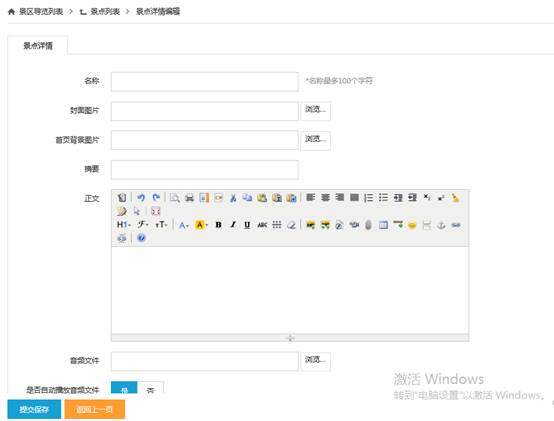 景区导览列表 > 景点列表 > 景点详情编辑
景点详情
名称 *名称最多100个字符
封面图片 浏览...
首页背景图片 浏览...
摘要
正文
H1 F тT A A B I U ABC
音频文件 浏览...
是否自动播放音频文件 是 否
激活 Windows
转到"电脑设置"以激活 Windows。
提交保存 返回上一页